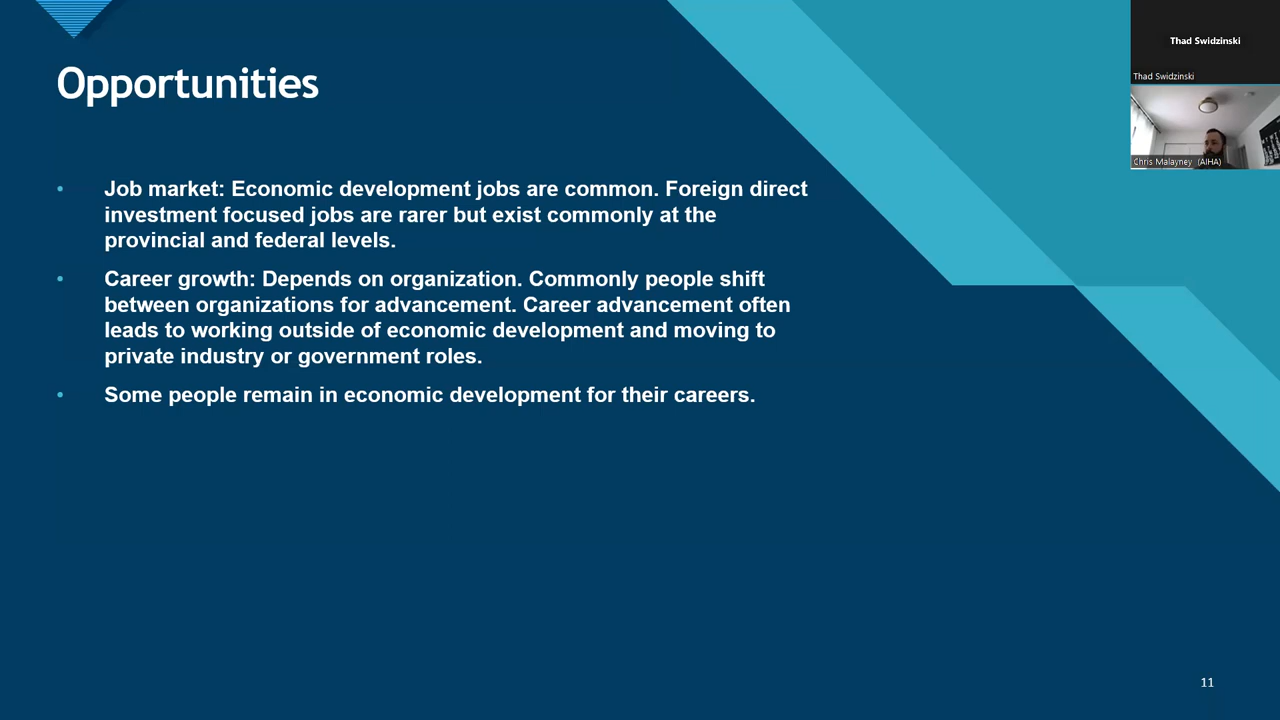 Opportunities
• Job market: Economic development jobs are common. Foreign direct
investment focused jobs are rarer but exist commonly at the
provincial and federal levels.
• Career growth: Depends on organization. Commonly people shift
between organizations for advancement. Career advancement often
leads to working outside of economic development and moving to
private industry or government roles.
• Some people remain in economic development for their careers.
Thad Swidzinski
Thad Swidzinski
Chris Malayney (AIHA)
11